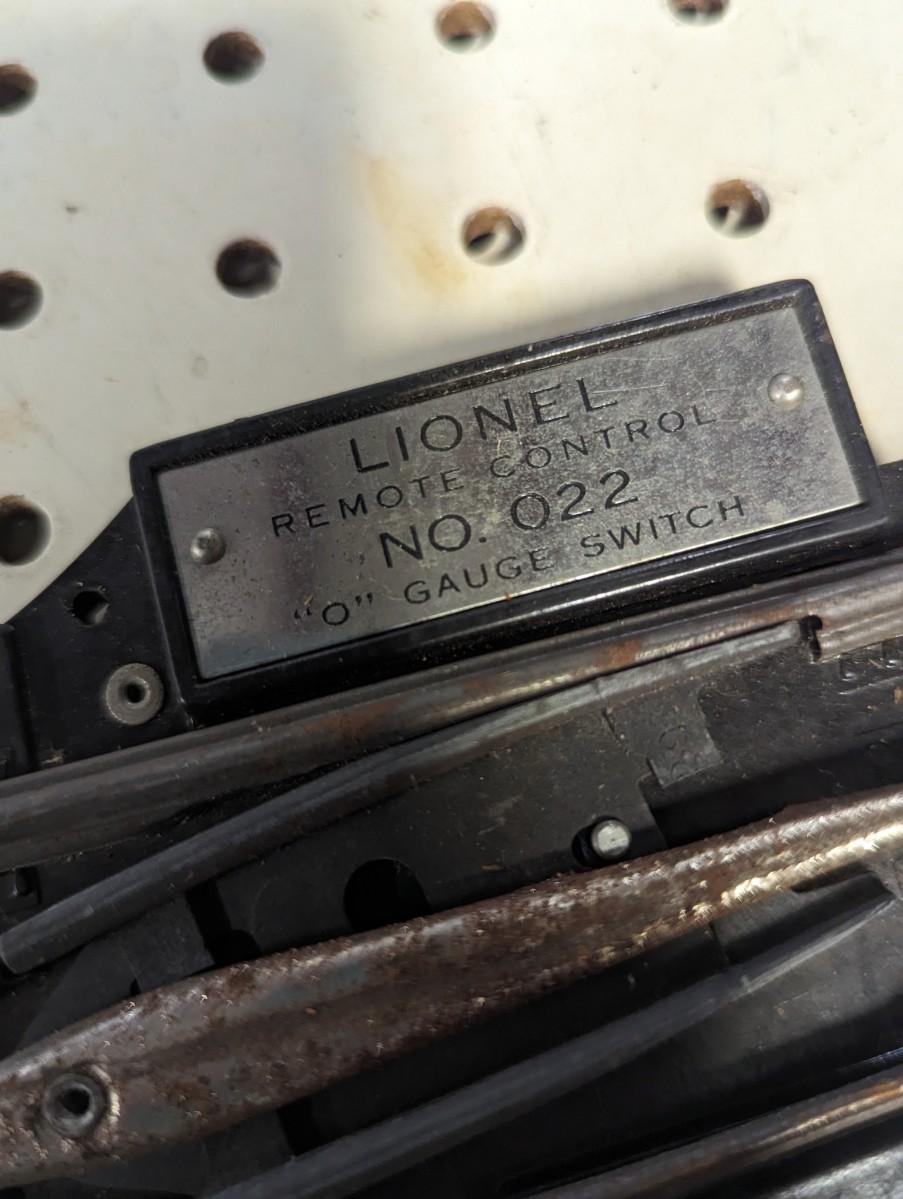 LIONEL
REMOTE CONTROL
NO. 022
"O" GAUGE SWITCH